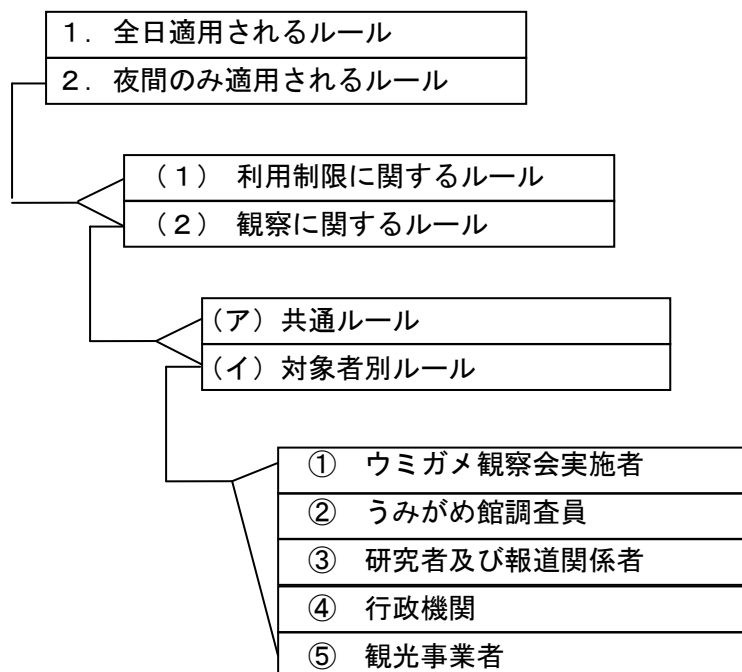 １．全日適用されるルール
２．夜間のみ適用されるルール
（１） 利用制限に関するルール
（２） 観察に関するルール
（ア）共通ルール
（イ）対象者別ルール
① ウミガメ観察会実施者
② うみがめ館調査員
③ 研究者及び報道関係者
④ 行政機関
⑤ 観光事業者